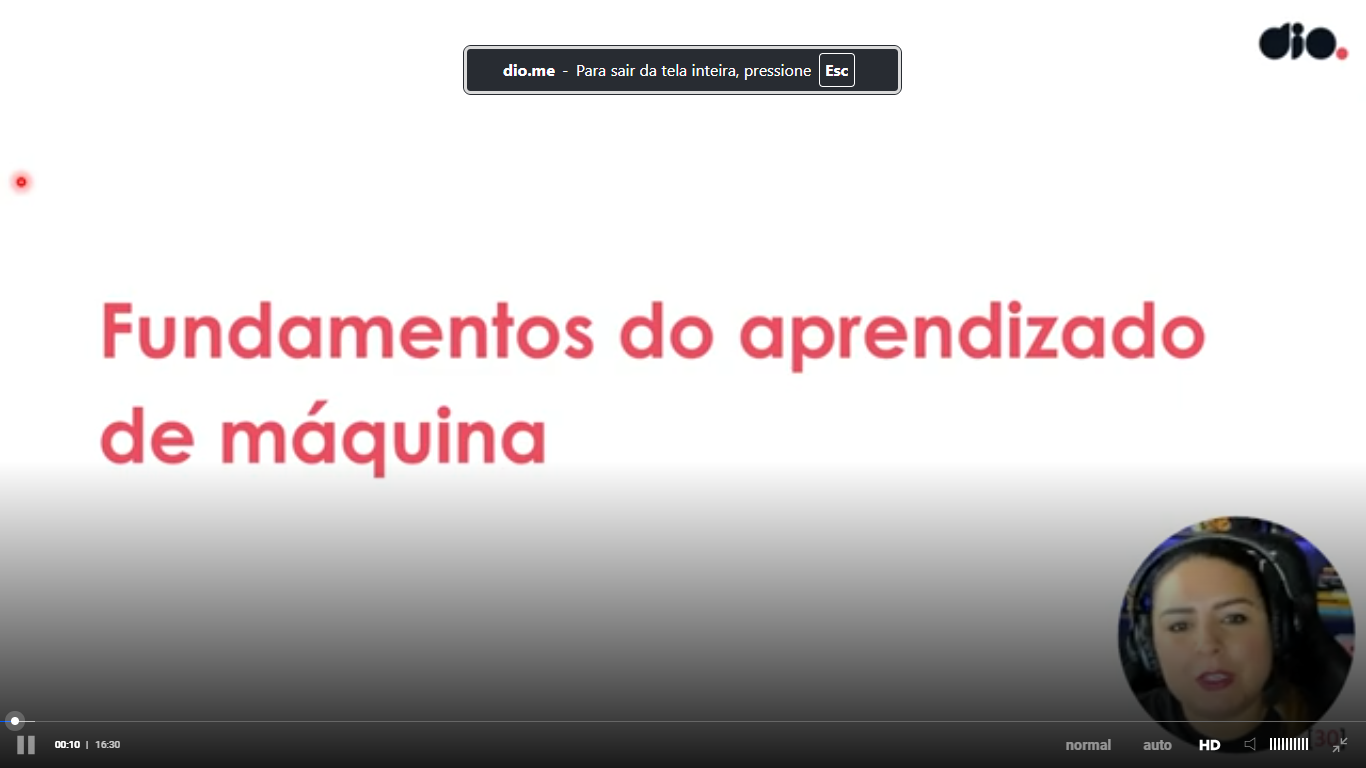 dio.
dio.me - Para sair da tela inteira, pressione Esc
Fundamentos do aprendizado
de máquina
00:10 | 16:30
normal auto HD
[30]